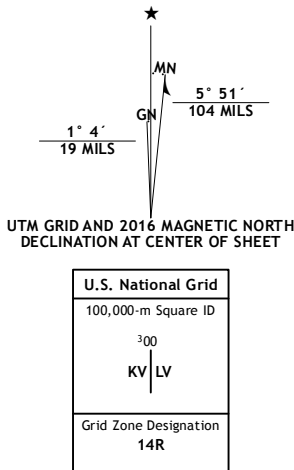 ★
MN
GN
5° 51´
104 MILS
1° 4´
19 MILS
UTM GRID AND 2016 MAGNETIC NORTH
DECLINATION AT CENTER OF SHEET
U.S. National Grid
100,000-m Square ID
³00
KV LV
Grid Zone Designation
14R